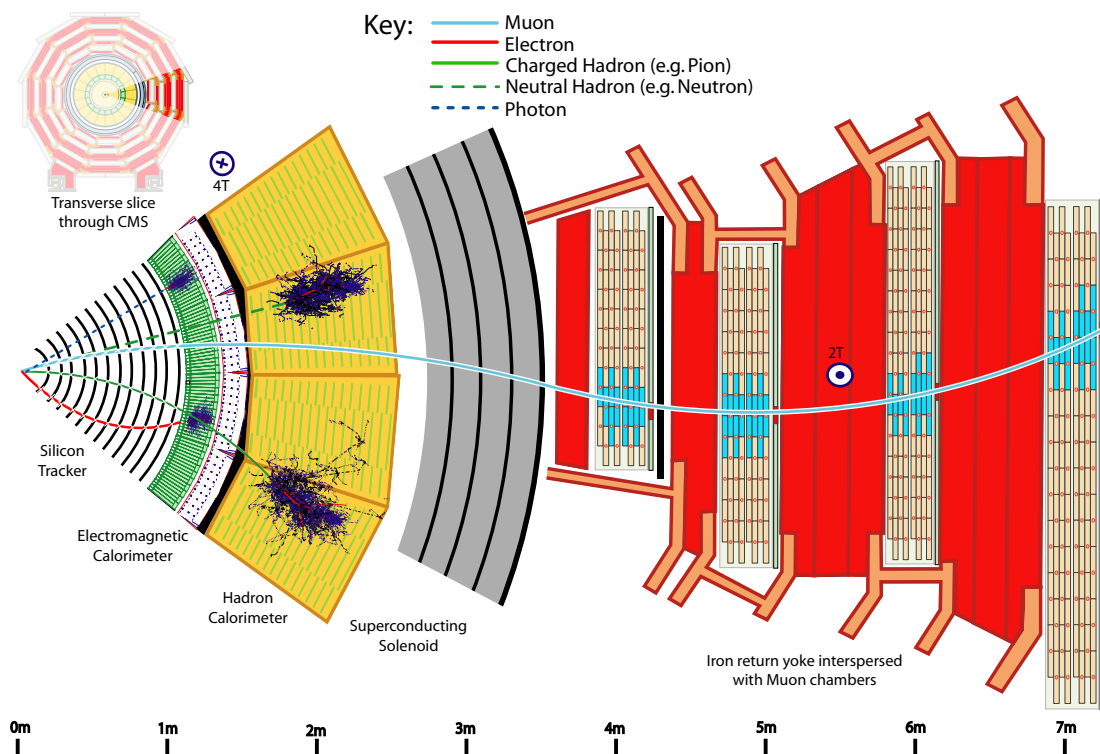 Key:
Muon
Electron
Charged Hadron (e.g. Pion)
Neutral Hadron (e.g. Neutron)
Photon
Transverse slice
through CMS
4T
2T
Silicon
Tracker
Electromagnetic
Calorimeter
Hadron
Calorimeter
Superconducting
Solenoid
Iron return yoke interspersed
with Muon chambers
0m 1m 2m 3m 4m 5m 6m 7m